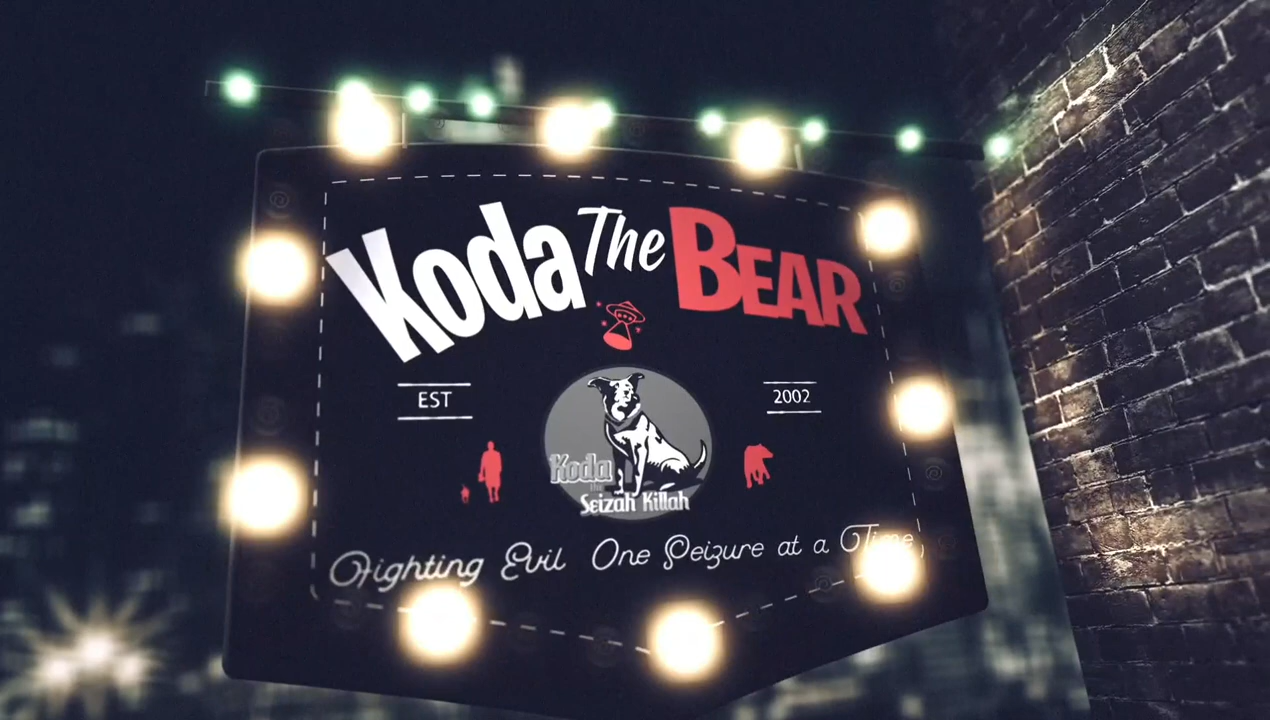 Koda The BEAR
EST
2002
Koda
the
Seizah Killah
Fighting Evil One Seizure at a Time